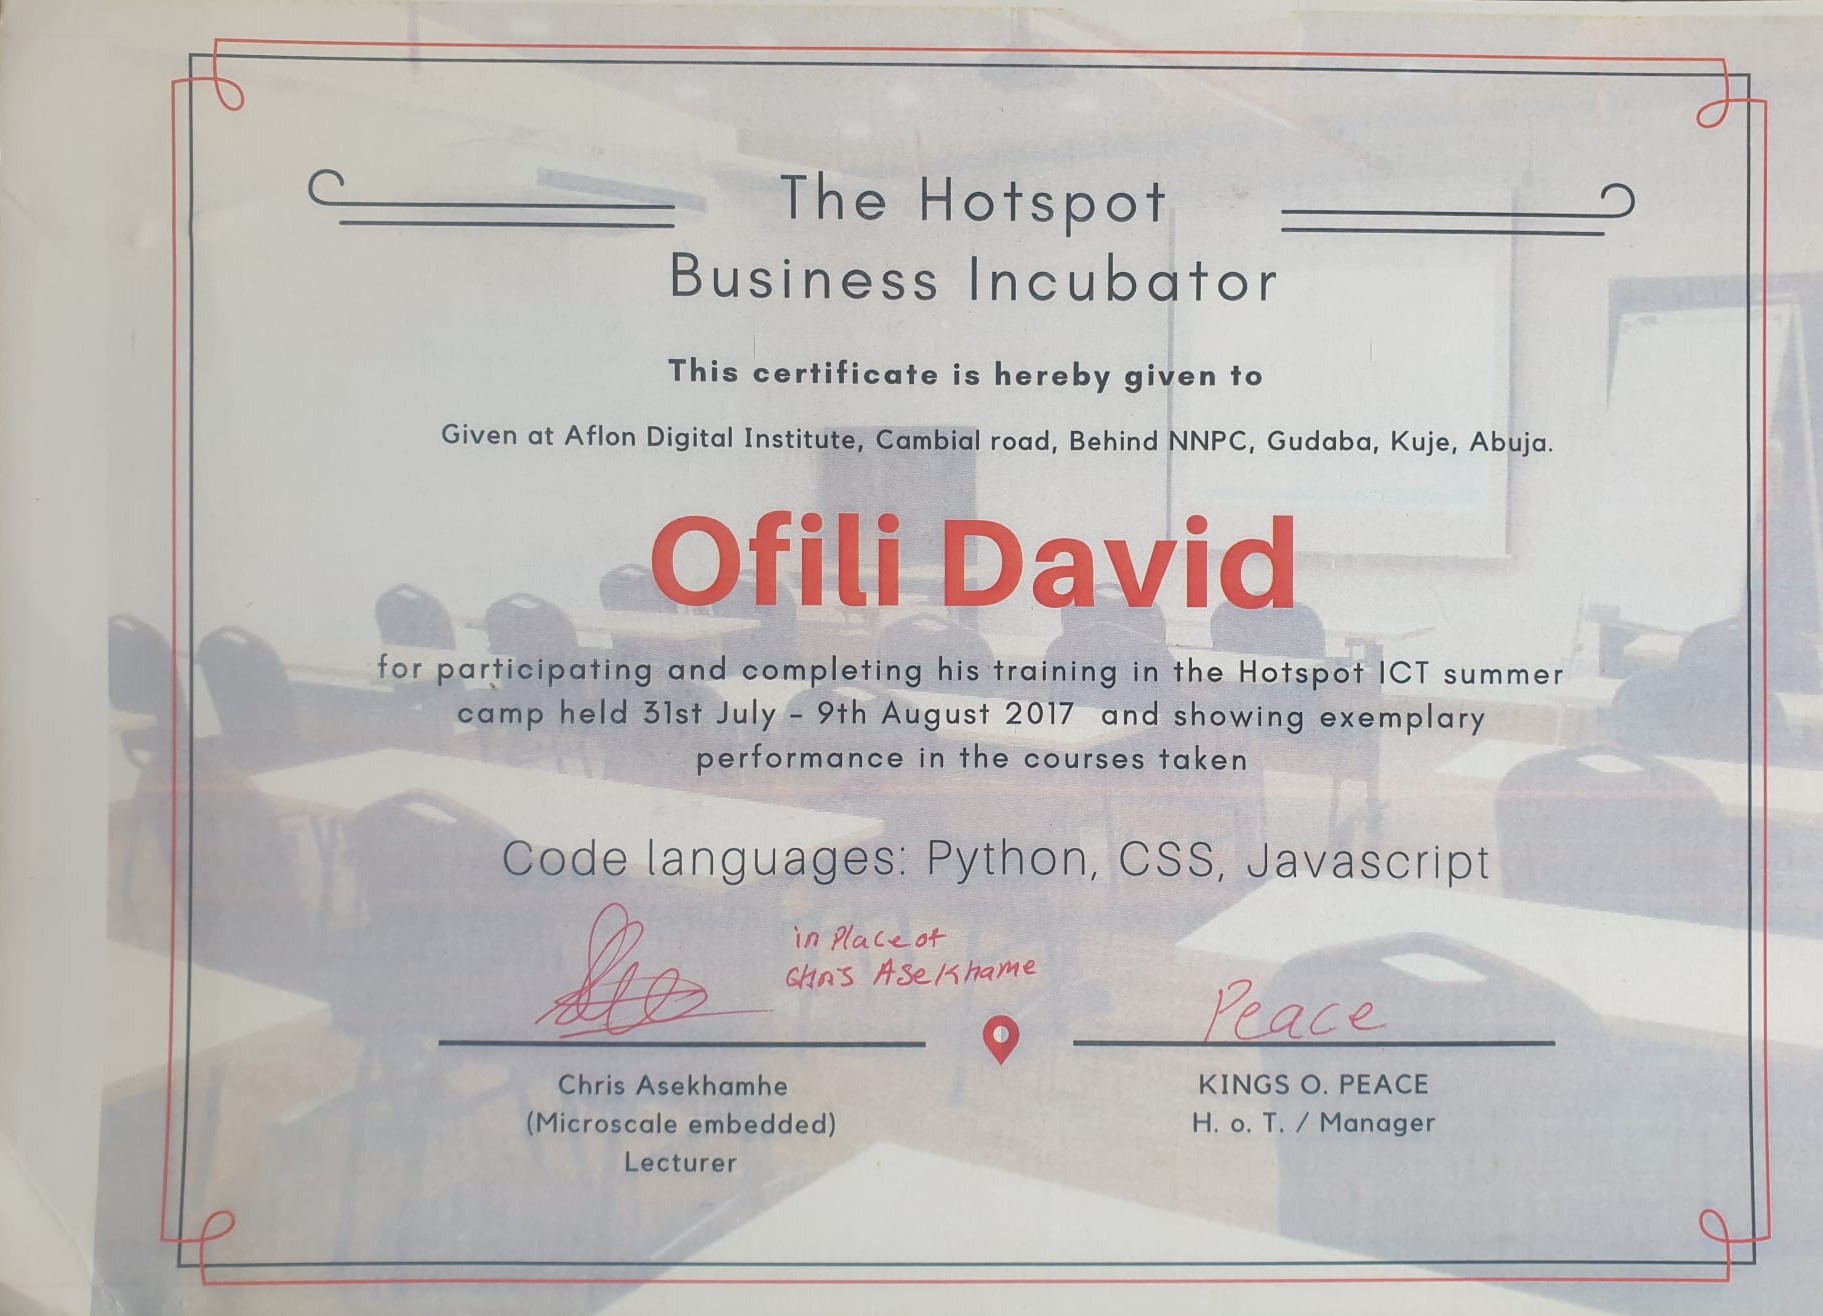 The Hotspot
Business Incubator
This certificate is hereby given to
Given at Aflon Digital Institute, Cambial road, Behind NNPC, Gudaba, Kuje, Abuja.
Ofili David
for participating and completing his training in the Hotspot ICT summer
camp held 31st July - 9th August 2017 and showing exemplary
performance in the courses taken
Code languages: Python, CSS, Javascript
in Place of
Chris Asekhame
Peace
Chris Asekhamhe
(Microscale embedded)
Lecturer
KINGS O. PEACE
H. o. T. / Manager